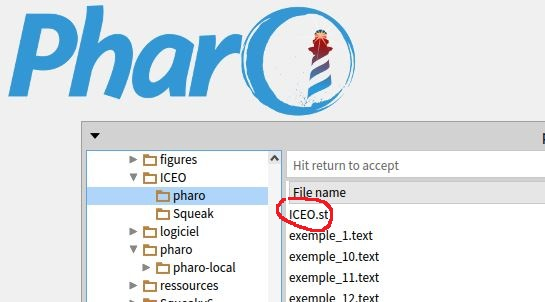 Pharo
figures
ICEO
pharo
Squeak
logiciel
pharo
pharo-local
ressources
Hit return to accept
File name
ICEO.st
exemple_1.text
exemple_10.text
exemple_11.text
exemple_12.text